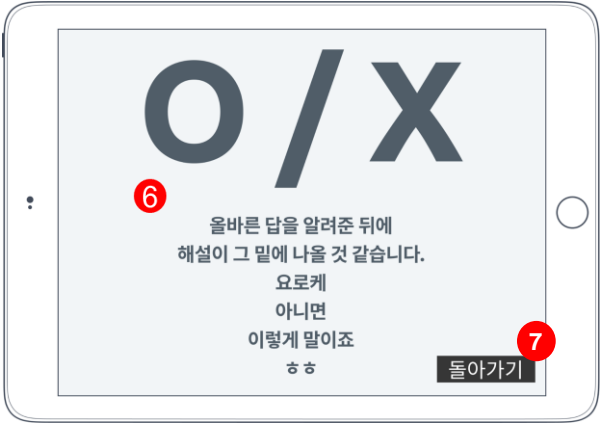 O / X
6
올바른 답을 알려준 뒤에
해설이 그 밑에 나올 것 같습니다.
요로케
아니면
이렇게 말이죠
ㅎㅎ
7
돌아가기